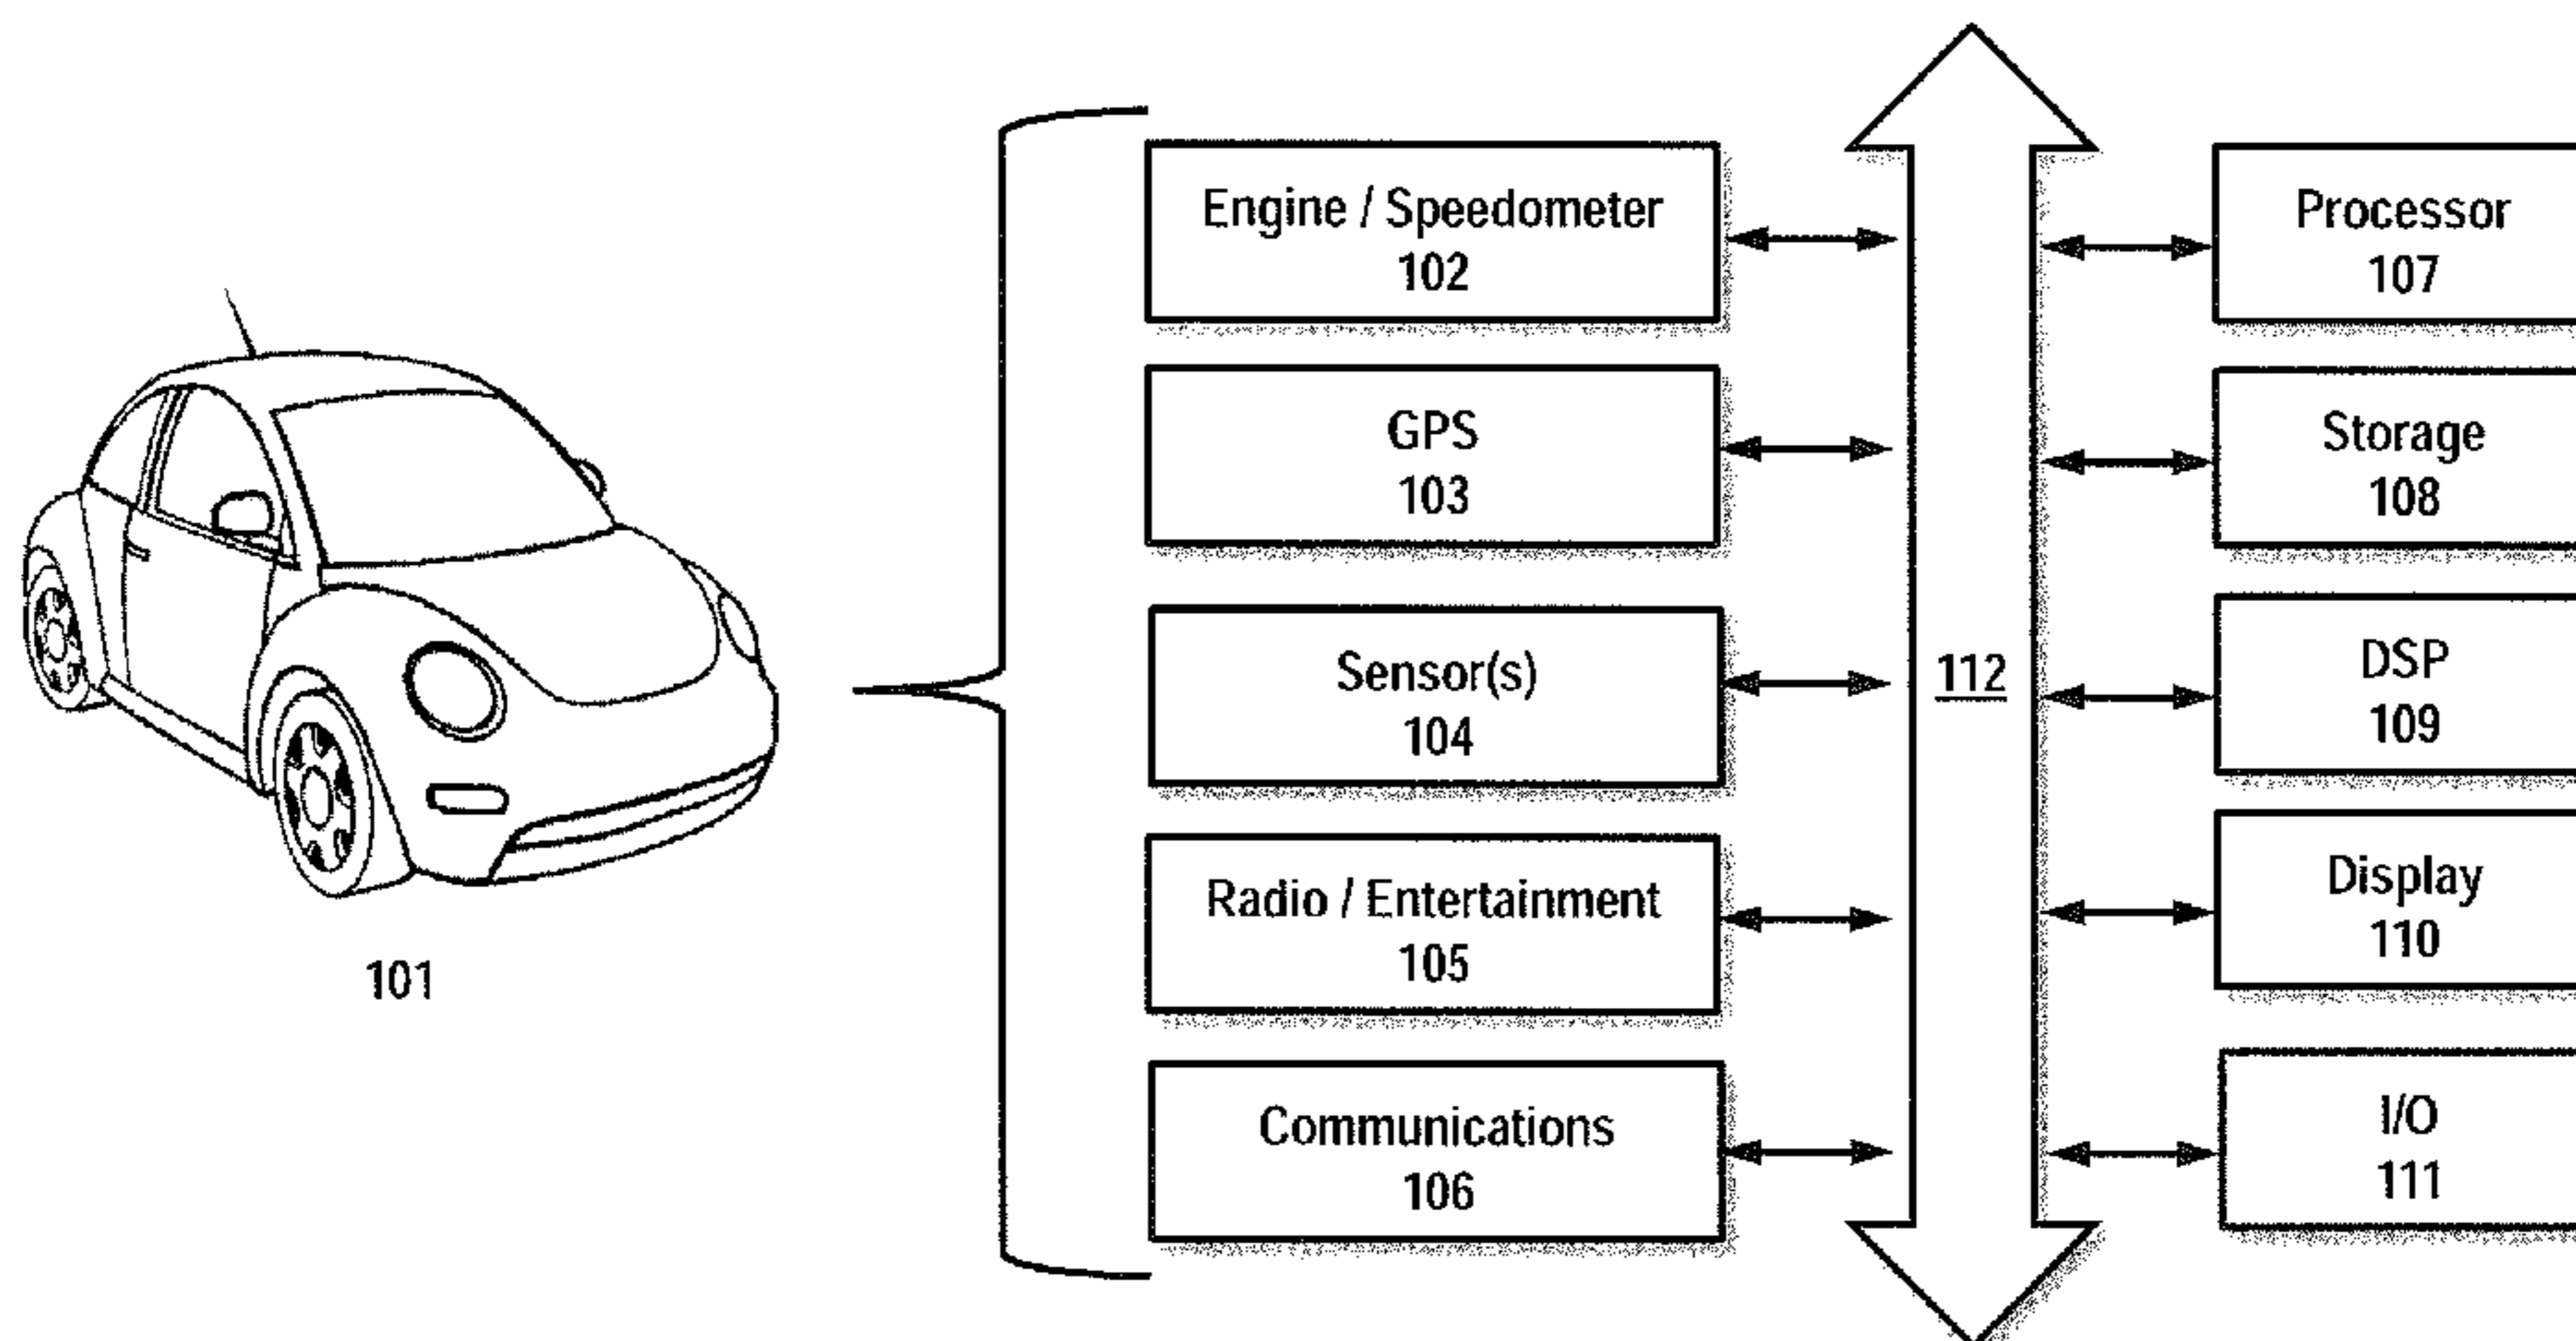 101
Engine / Speedometer
102
GPS
103
Sensor(s)
104
Radio / Entertainment
105
Communications
106
112
Processor
107
Storage
108
DSP
109
Display
110
I/O
111